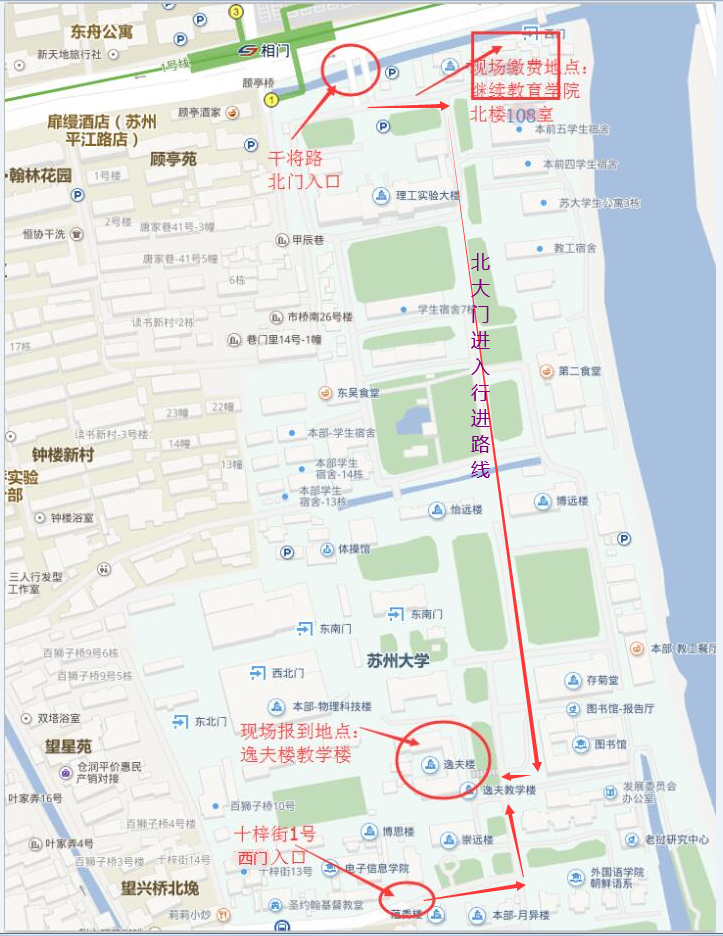 东舟公寓
3
新天地旅行社
相门
1号线
西门
顾亭桥
1
现场缴费地点：
继续教育学院
北楼108室
顾亭酒家
扉缦酒店（苏州
平江路店）
本前五学生宿舍
顾亭苑
干将路
北门入口
翰林花园
1号楼
本前四学生宿舍
理工实验大楼
苏大学生公寓3栋
2号楼
唐家巷41号-3幢
恒协干洗
甲辰巷
教工宿舍
唐家巷-41号5幢
北大门进入行进路线
6栋
学生宿舍7
市桥南26号楼
读书新村-2栋
巷门里14号-1幢
17栋
第二食堂
东吴食堂
22幢
23幢
读书新村-3号楼
本部-学生宿舍
14幢
钟楼新村
13幢
本部学生
宿舍-14栋
实验
部
本部学生
宿舍-13栋
博远楼
怡远楼
钟楼浴室
体操馆
三人行发型
工作室
东南门
东南门
百狮子桥9号6栋
苏州大学
本部 教工餐厅
百狮子桥9号5栋
西北门
存菊堂
本部-物理科技楼
图书馆-报告厅
双塔浴室
东北门
现场报到地点：
逸夫楼教学楼
望星苑
图书馆
仓润平价惠民
产销对接
逸夫楼
逸夫教学楼
发展委员会
办公室
叶家弄16号
百狮子桥10号
百狮子桥4号楼
十梓街1号
西门入口
博思楼
崇远楼
老挝研究中心
叶家弄4号
百狮子桥3号楼
十梓街14号
十梓街13号
电子信息学院
外国语学院
朝鲜语系
望兴桥北堍
圣约翰基督教堂
莉莉小炒
本部-月异楼